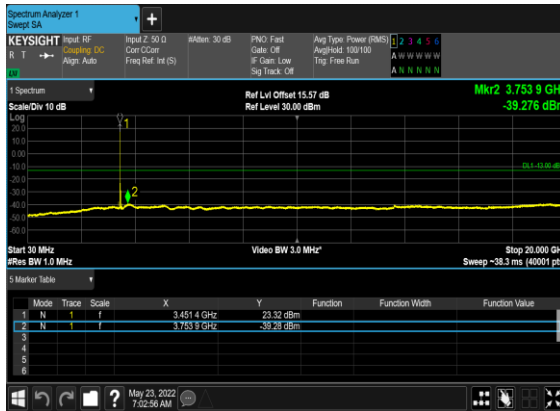 Spectrum Analyzer 1
Swept SA
+
KEYSIGHT Input: RF Input Z: 50 Ω #Atten: 30 dB PNO: Fast Avg Type: Power (RMS) 1 2 3 4 5 6
R T Coupling: DC Corr CCorr Gate: Off Avg|Hold: 100/100 A W W W W W
Align: Auto Freq Ref: Int (S) IF Gain: Low Trig: Free Run
Sig Track: Off A N N N N N
1 Spectrum Ref Lvl Offset 15.57 dB Mkr2 3.753 9 GH
Scale/Div 10 dB Ref Level 30.00 dBm -39.276 dB
Log
20.0
10.0
0.00
-10.0
-20.0
-30.0
-40.0
-50.0
-60.0
1
2
DL1 -13.00 dB
Start 30 MHz Video BW 3.0 MHz* Stop 20.000 GH
#Res BW 1.0 MHz Sweep ~38.3 ms (40001 pt
5 Marker Table
Mode Trace Scale X Y Function Function Width Function Value
1 N 1 f 3.451 4 GHz 23.32 dBm
2 N 1 f 3.753 9 GHz -39.28 dBm
3
4
5
6
? May 23, 2022
7:02:56 AM